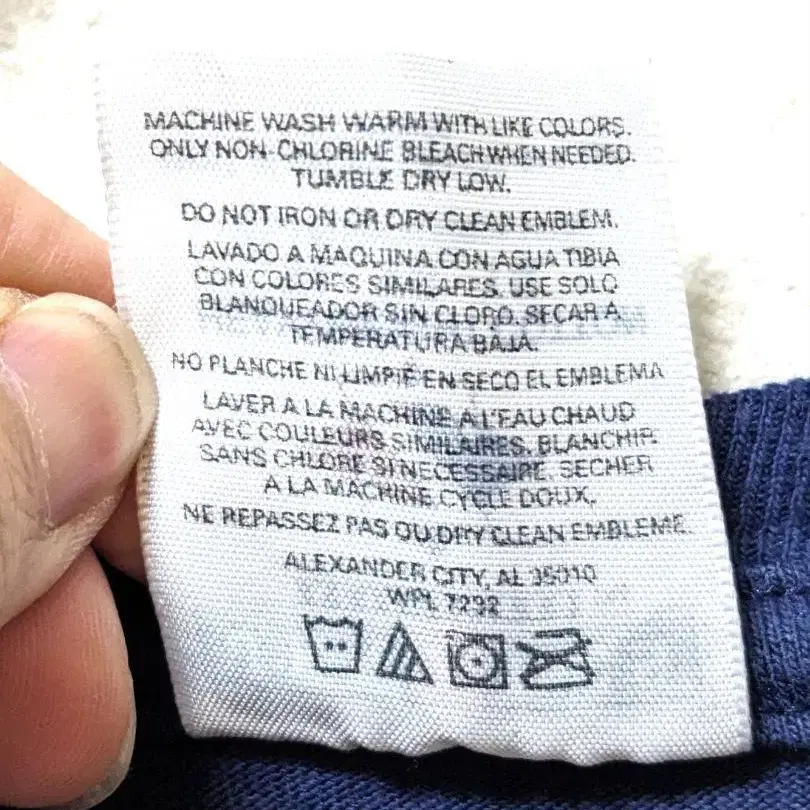 MACHINE WASH WARM WITH LIKE COLORS.
ONLY NON-CHLORINE BLEACH WHEN NEEDED.
TUMBLE DRY LOW.
DO NOT IRON OR DRY CLEAN EMBLEM.
LAVADO A MAQUINA CON AGUA TIBIA
CON COLORES SIMILARES. USE SOLO
BLANQUEADOR SIN CLORO. SECAR A
TEMPERATURA BAJA.
NO PLANCHE NI LIMPIE EN SECO EL EMBLEMA
LAVER A LA MACHINE A L'EAU CHAUD
AVEC COULEURS SIMILAIRES. BLANCHIR
SANS CHLORE SI NECESSAIRE. SECHER
A LA MACHINE, CYCLE DOUX.
NE REPASSEZ PAS OU DRY CLEAN EMBLEME.
ALEXANDER CITY, AL 35010
WPL 7292